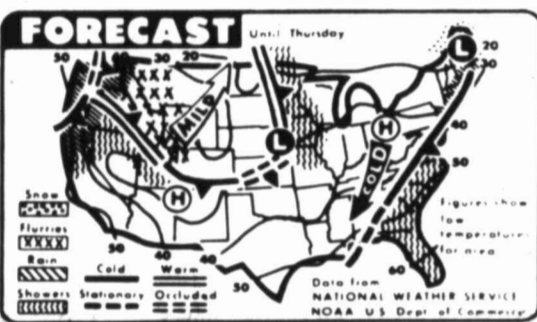 FORECAST
Until Thursday
50
60
30
20
L
20
30
MILD
L
H
COLD
40
50
H
Snow
Flurries
Rain
Showers
Cold
Stationary
Warm
Occluded
50
40
40
50
60
Figures show
low
temperatures
for area
Data from
NATIONAL WEATHER SERVICE
NOAA U S Dept of Commerce